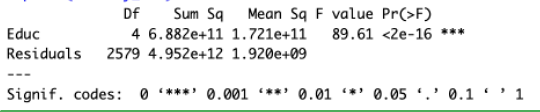 Df Sum Sq Mean Sq F value Pr(>F)
Educ 4 6.882e+11 1.721e+11 89.61 <2e-16 ***
Residuals 2579 4.952e+12 1.920e+09
---
Signif. codes: 0 ‘***’ 0.001 ‘**’ 0.01 ‘*’ 0.05 ‘.’ 0.1 ‘ ’ 1